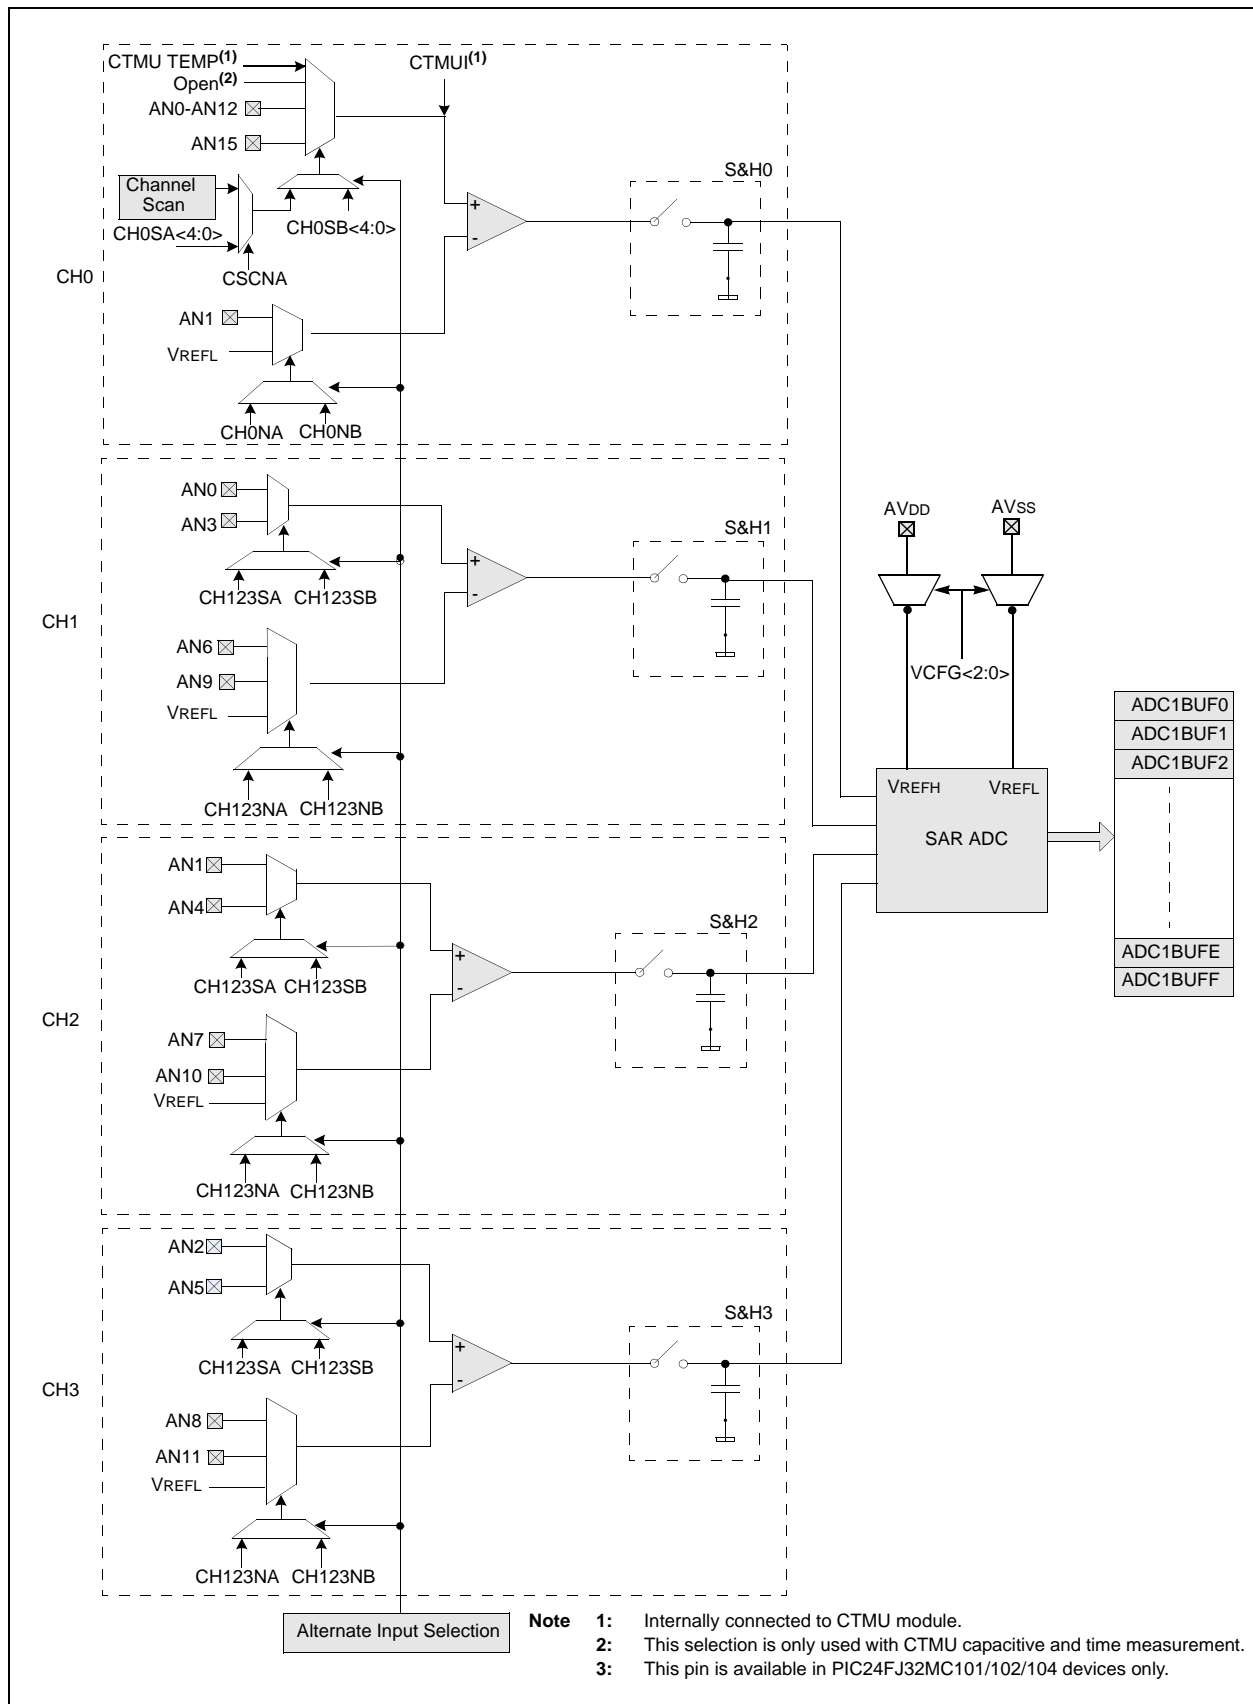 CTMU TEMP(1)
Open(2)
AN0-AN12
AN15
CTMUI(1)
Channel
Scan
CH0SA<4:0>
CH0SB<4:0>
CSCNA
+
-
S&H0
CH0
AN1
VREFL
CH0NA
CH0NB
AN0
AN3
CH123SA
CH123SB
+
-
S&H1
CH1
AN6
AN9
VREFL
CH123NA
CH123NB
AVDD
AVSS
VCFG<2:0>
VREFH
VREFL
SAR ADC
ADC1BUF0
ADC1BUF1
ADC1BUF2
ADC1BUFE
ADC1BUFF
AN1
AN4
CH123SA
CH123SB
+
-
S&H2
CH2
AN7
AN10
VREFL
CH123NA
CH123NB
AN2
AN5
CH123SA
CH123SB
+
-
S&H3
CH3
AN8
AN11
VREFL
CH123NA
CH123NB
Alternate Input Selection
Note 1: Internally connected to CTMU module.
2: This selection is only used with CTMU capacitive and time measurement.
3: This pin is available in PIC24FJ32MC101/102/104 devices only.